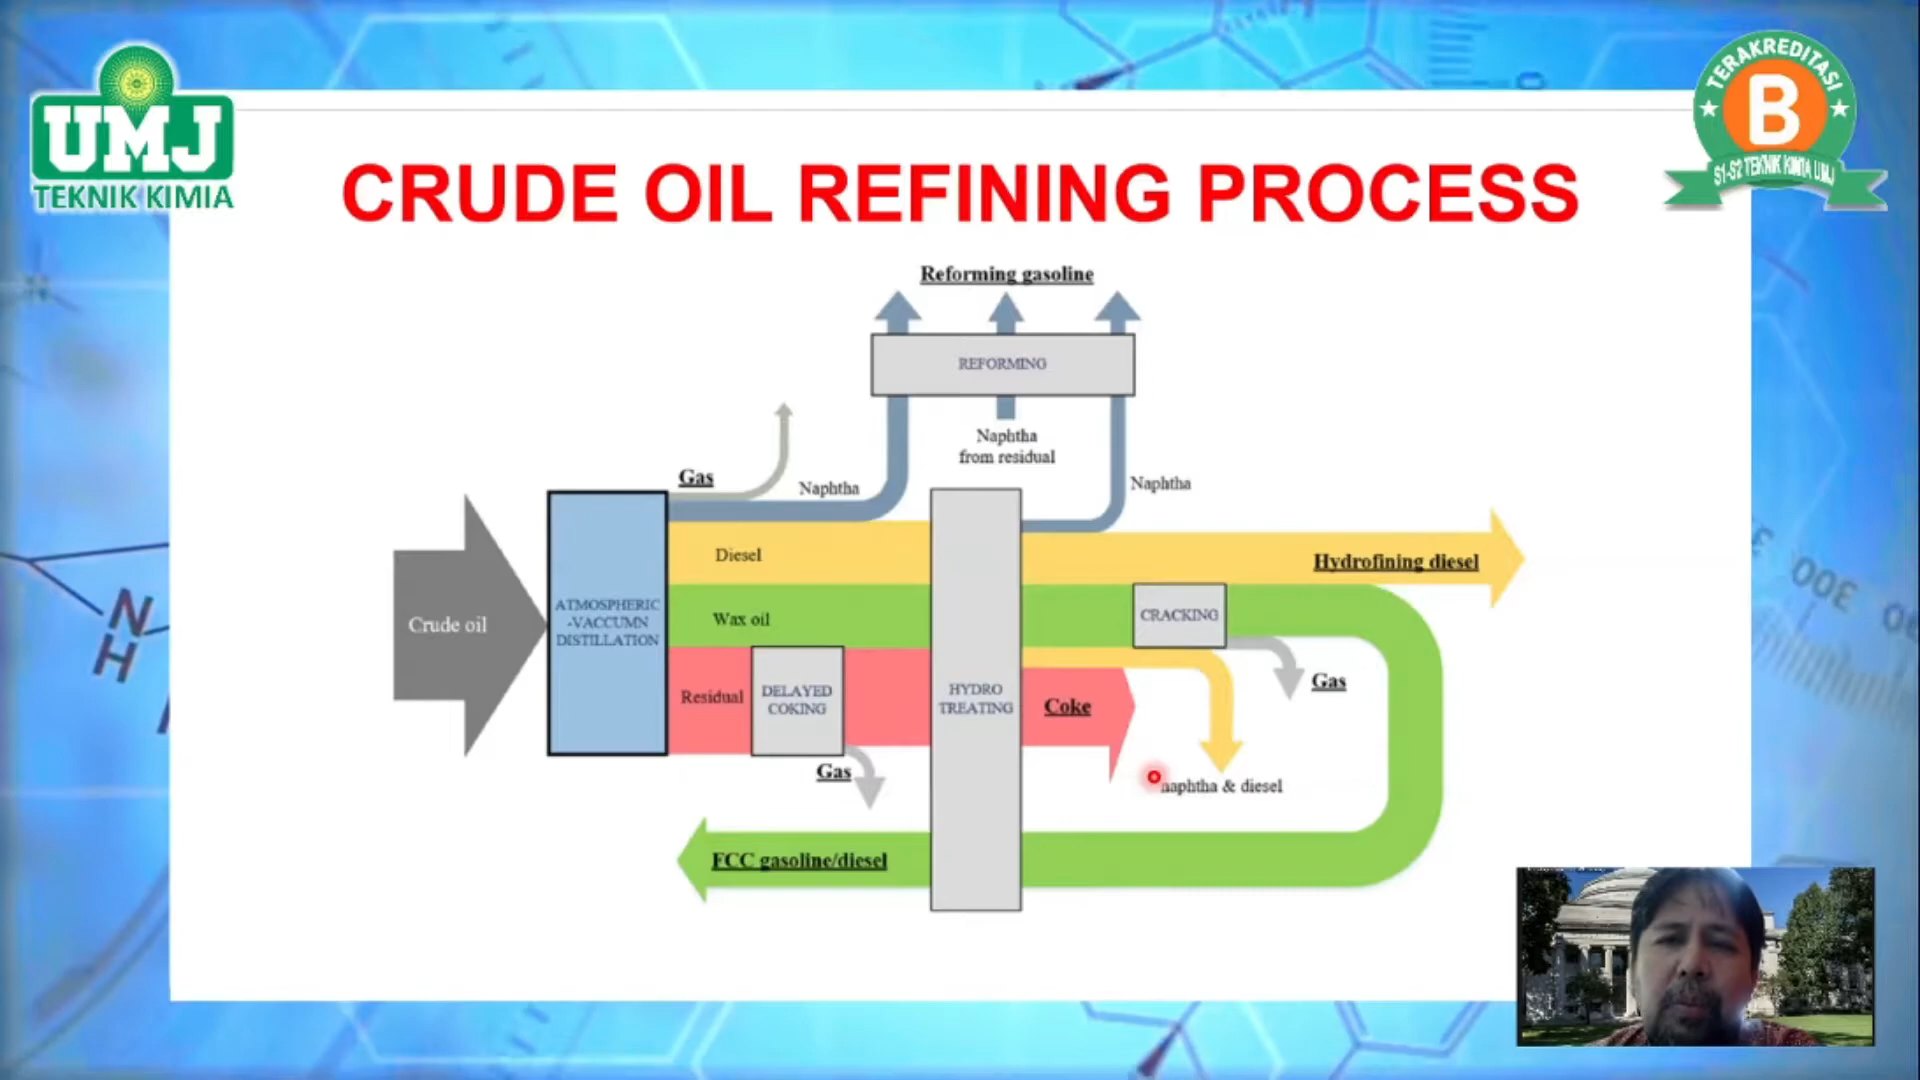 UMJ
TEKNIK KIMIA
TERAKREDITASI
B
S1-S2 TEKNIK KIMIA UMJ
CRUDE OIL REFINING PROCESS
Reforming gasoline
REFORMING
Naphtha
from residual
Gas
Naphtha
Naphtha
Crude oil
ATMOSPHERIC
-VACCUMN
DISTILLATION
Diesel
Wax oil
Residual
DELAYED
COKING
Gas
HYDRO
TREATING
Hydrofining diesel
CRACKING
Gas
Coke
naphtha & diesel
FCC gasoline/diesel
N
H
300